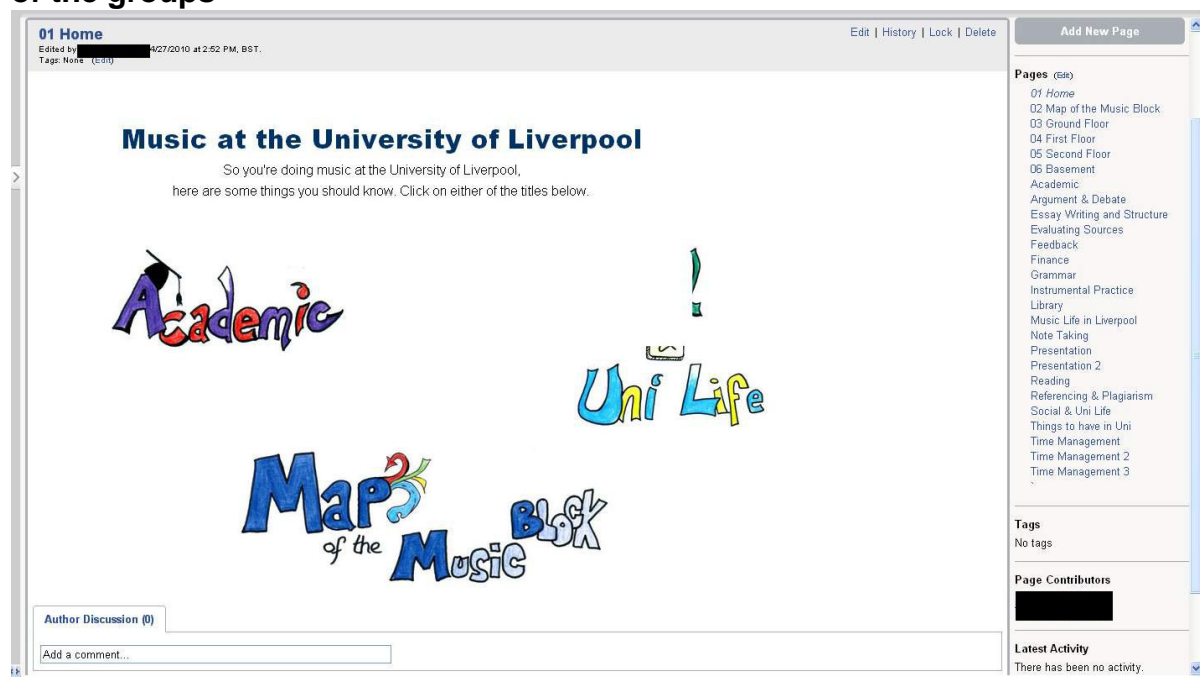 of the groups
01 Home
Edit | History | Lock | Delete
Edited by 4/27/2010 at 2:52 PM, BST.
Tags: None (Edit)
Music at the University of Liverpool
So you're doing music at the University of Liverpool,
here are some things you should know. Click on either of the titles below.
Academic
!
Uni Life
Map
of the Music Block
Author Discussion (0)
Add a comment...
Add New Page
Pages (Edit)
01 Home
02 Map of the Music Block
03 Ground Floor
04 First Floor
05 Second Floor
06 Basement
Academic
Argument & Debate
Essay Writing and Structure
Evaluating Sources
Feedback
Finance
Grammar
Instrumental Practice
Library
Music Life in Liverpool
Note Taking
Presentation
Presentation 2
Reading
Referencing & Plagiarism
Social & Uni Life
Things to have in Uni
Time Management
Time Management 2
Time Management 3
`
Tags
No tags
Page Contributors
Latest Activity
There has been no activity.